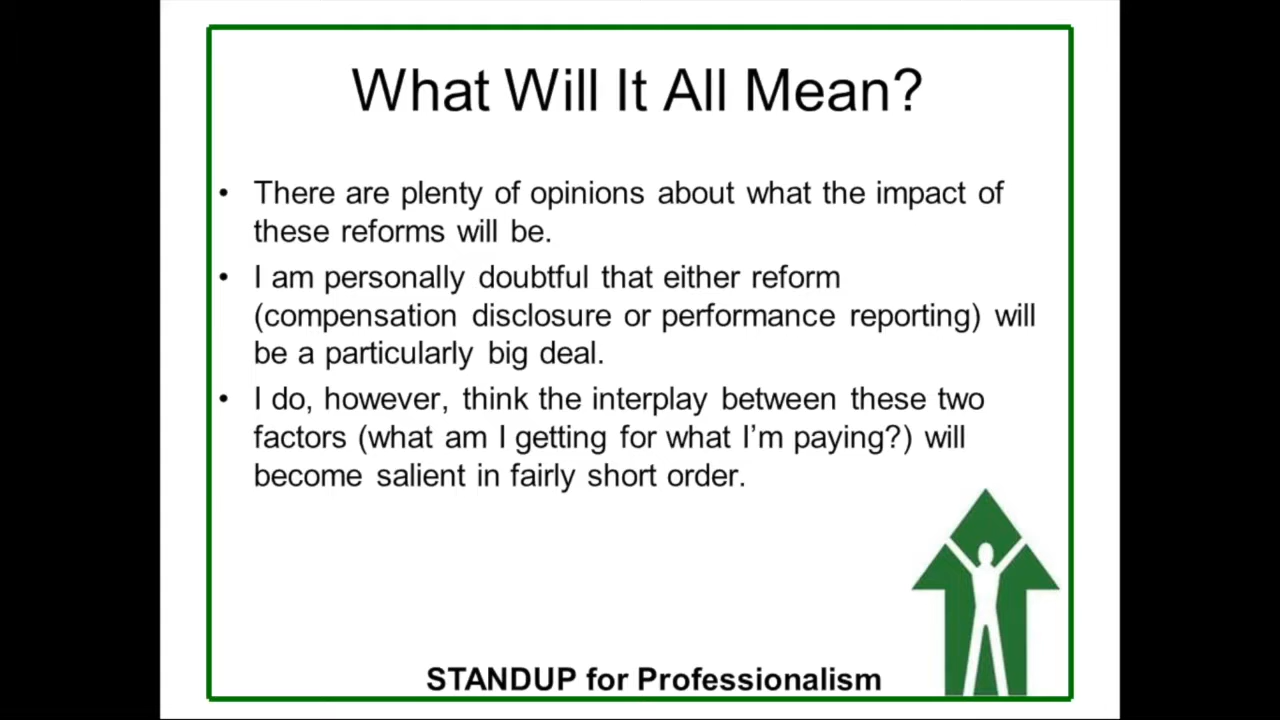 What Will It All Mean?
• There are plenty of opinions about what the impact of
these reforms will be.
• I am personally doubtful that either reform
(compensation disclosure or performance reporting) will
be a particularly big deal.
• I do, however, think the interplay between these two
factors (what am I getting for what I’m paying?) will
become salient in fairly short order.
STANDUP for Professionalism